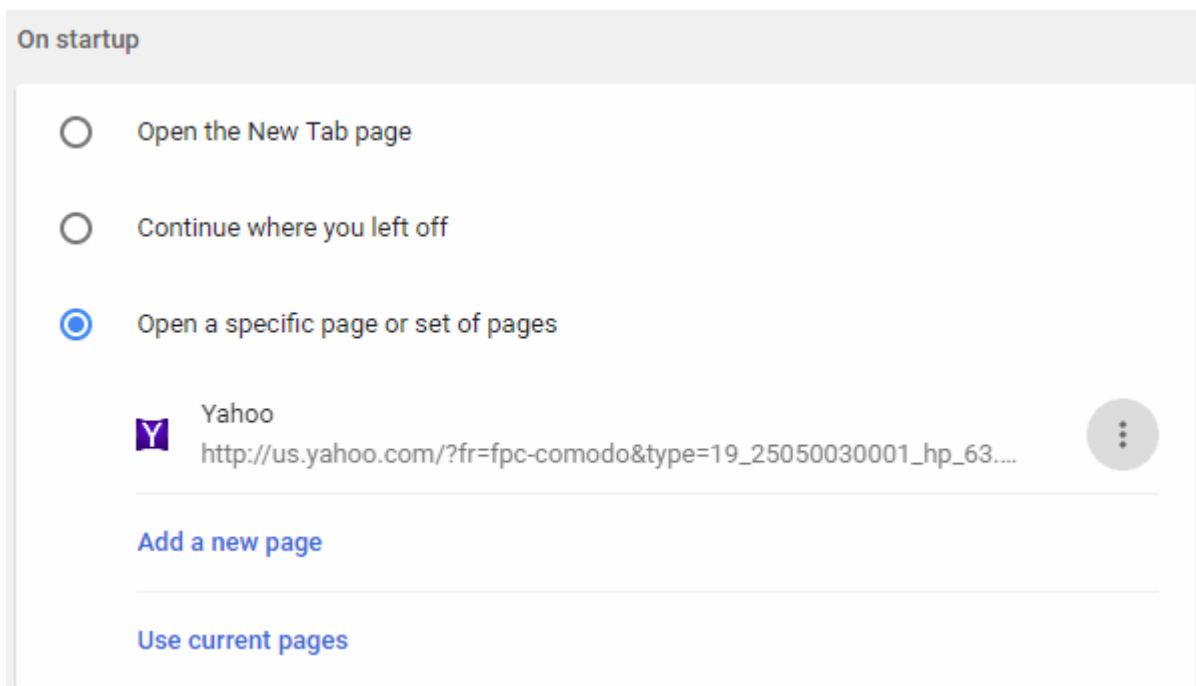 On startup
Open the New Tab page
Continue where you left off
Open a specific page or set of pages
Y
Yahoo
http://us.yahoo.com/?fr=fpc-comodo&type=19_25050030001_hp_63....
Add a new page
Use current pages